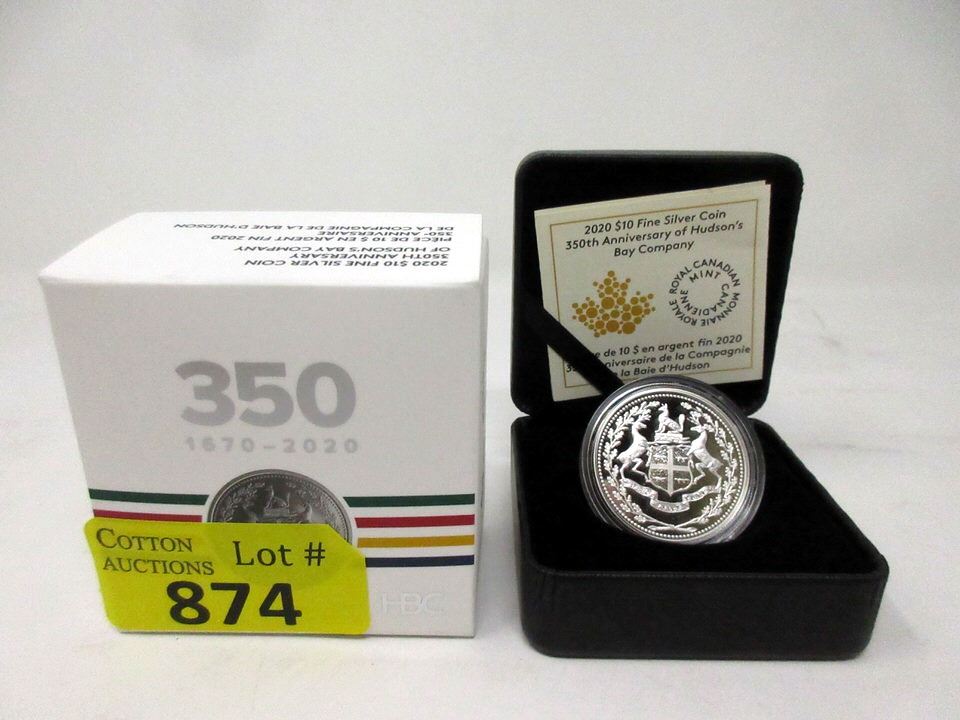 2020 $10 FINE SILVER COIN
350TH ANNIVERSARY
OF HUDSON'S BAY COMPANY
PIÈCE DE 10 $ EN ARGENT FIN 2020
350e ANNIVERSAIRE
DE LA COMPAGNIE DE LA BAIE D'HUDSON
350
1670-2020
HBC
COTTON
AUCTIONS
Lot #
874
2020 $10 Fine Silver Coin
350th Anniversary of Hudson's
Bay Company
ROYAL CANADIAN MINT
MONNAIE ROYALE CANADIENNE
de 10 $ en argent fin 2020
de la Compagnie
la Baie d'Hudson